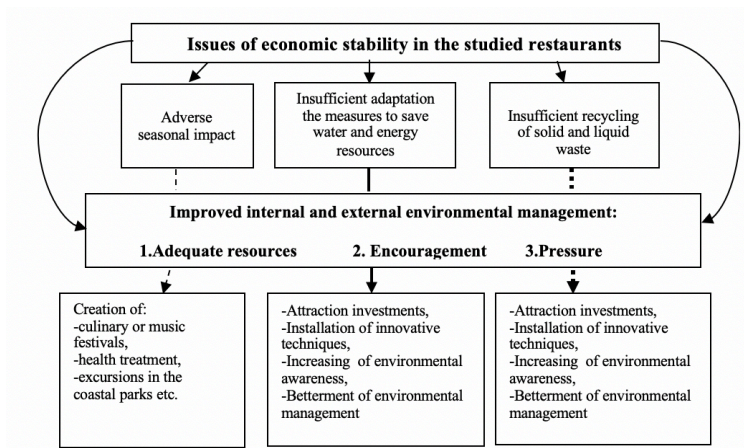 Issues of economic stability in the studied restaurants
Adverse
seasonal impact
Insufficient adaptation
the measures to save
water and energy
resources
Insufficient recycling
of solid and liquid
waste
Improved internal and external environmental management:
1.Adequate resources 2. Encouragement 3.Pressure
Creation of:
-culinary or music
festivals,
-health treatment,
-excursions in the
coastal parks etc.
-Attraction investments,
-Installation of innovative
techniques,
-Increasing of environmental
awareness,
-Betterment of environmental
management
-Attraction investments,
-Installation of innovative
techniques,
-Increasing of environmental
awareness,
-Betterment of environmental
management